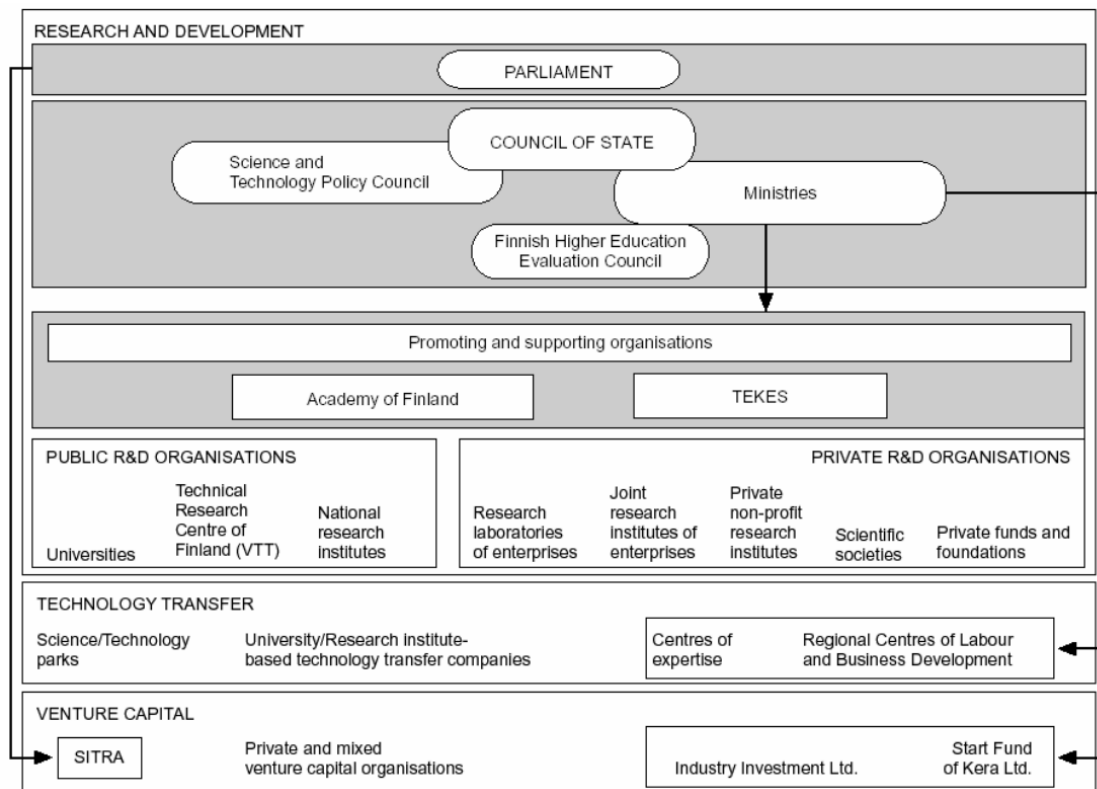 RESEARCH AND DEVELOPMENT
PARLIAMENT
COUNCIL OF STATE
Science and
Technology Policy Council
Ministries
Finnish Higher Education
Evaluation Council
Promoting and supporting organisations
Academy of Finland
TEKES
PUBLIC R&D ORGANISATIONS
Universities
Technical
Research
Centre of
Finland (VTT)
National
research
institutes
PRIVATE R&D ORGANISATIONS
Research
laboratories
of enterprises
Joint
research
institutes of
enterprises
Private
non-profit
research
institutes
Scientific
societies
Private funds and
foundations
TECHNOLOGY TRANSFER
Science/Technology
parks
University/Research institute-
based technology transfer companies
Centres of
expertise
Regional Centres of Labour
and Business Development
VENTURE CAPITAL
SITRA
Private and mixed
venture capital organisations
Industry Investment Ltd.
Start Fund
of Kera Ltd.